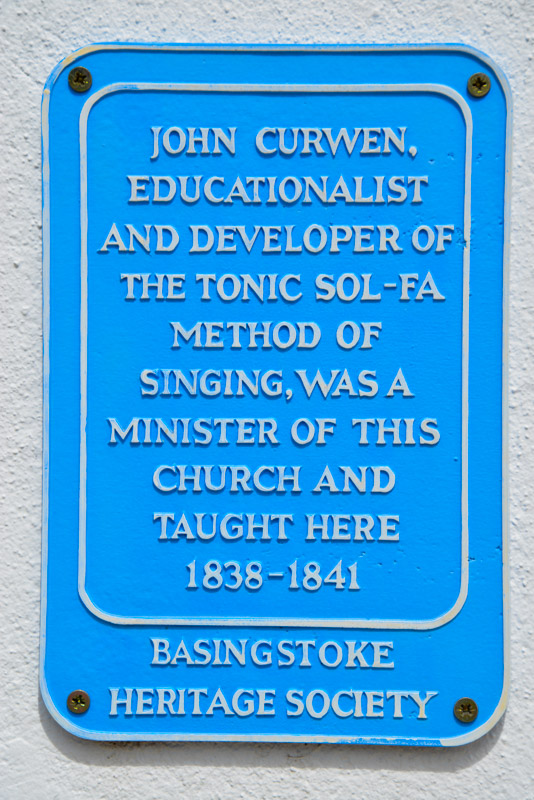 JOHN CURWEN,
EDUCATIONALIST
AND DEVELOPER OF
THE TONIC SOL-FA
METHOD OF
SINGING, WAS A
MINISTER OF THIS
CHURCH AND
TAUGHT HERE
1838-1841
BASINGSTOKE
HERITAGE SOCIETY